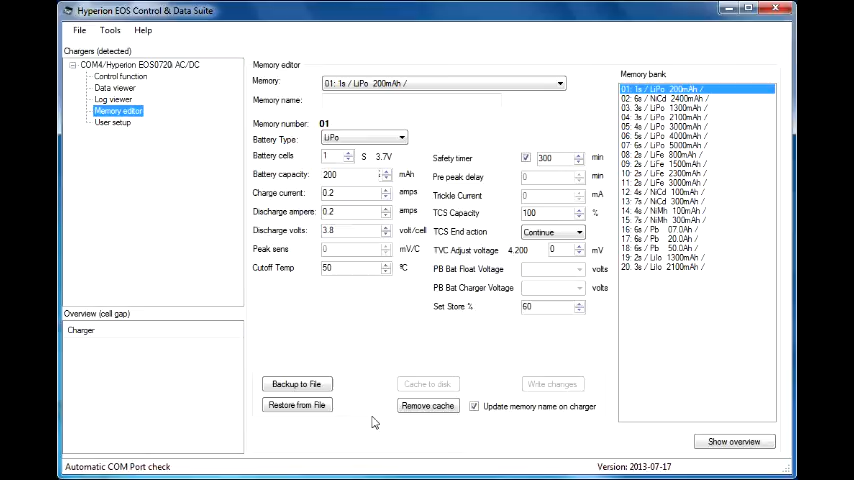 Hyperion EOS Control & Data Suite
File Tools Help
Chargers (detected)
COM4/Hyperion EOS0720i AC/DC
Control function
Data viewer
Log viewer
Memory editor
User setup
Overview (cell gap)
Charger
Memory editor
Memory: 01: 1s / LiPo 200mAh /
Memory name:
Memory number: 01
Battery Type: LiPo
Battery cells 1 S 3.7V
Battery capacity: 200 mAh
Charge current: 0.2 amps
Discharge ampere: 0.2 amps
Discharge volts: 3.8 volt/cell
Peak sens 0 mV/C
Cutoff Temp 50 ºC
Safety timer 300 min
Pre peak delay 0 min
Trickle Current 0 mA
TCS Capacity 100 %
TCS End action Continue
TVC Adjust voltage 4.200 0 mV
PB Bat Float Voltage volts
PB Bat Charger Voltage volts
Set Store % 60
Backup to File
Cache to disk
Write changes
Restore from File
Remove cache
Update memory name on charger
Memory bank
01: 1s / LiPo 200mAh /
02: 6s / NiCd 2400mAh /
03: 3s / LiPo 1300mAh /
04: 3s / LiPo 2100mAh /
05: 4s / LiPo 3000mAh /
06: 5s / LiPo 4000mAh /
07: 6s / LiPo 5000mAh /
08: 2s / LiFe 800mAh /
09: 2s / LiFe 1500mAh /
10: 2s / LiFe 2300mAh /
11: 2s / LiFe 3000mAh /
12: 4s / NiCd 100mAh /
13: 7s / NiCd 300mAh /
14: 4s / NiMh 100mAh /
15: 7s / NiMh 300mAh /
16: 6s / Pb 07.0Ah /
17: 6s / Pb 20.0Ah /
18: 6s / Pb 50.0Ah /
19: 2s / LiIo 1300mAh /
20: 3s / LiIo 2100mAh /
Show overview
Automatic COM Port check
Version: 2013-07-17